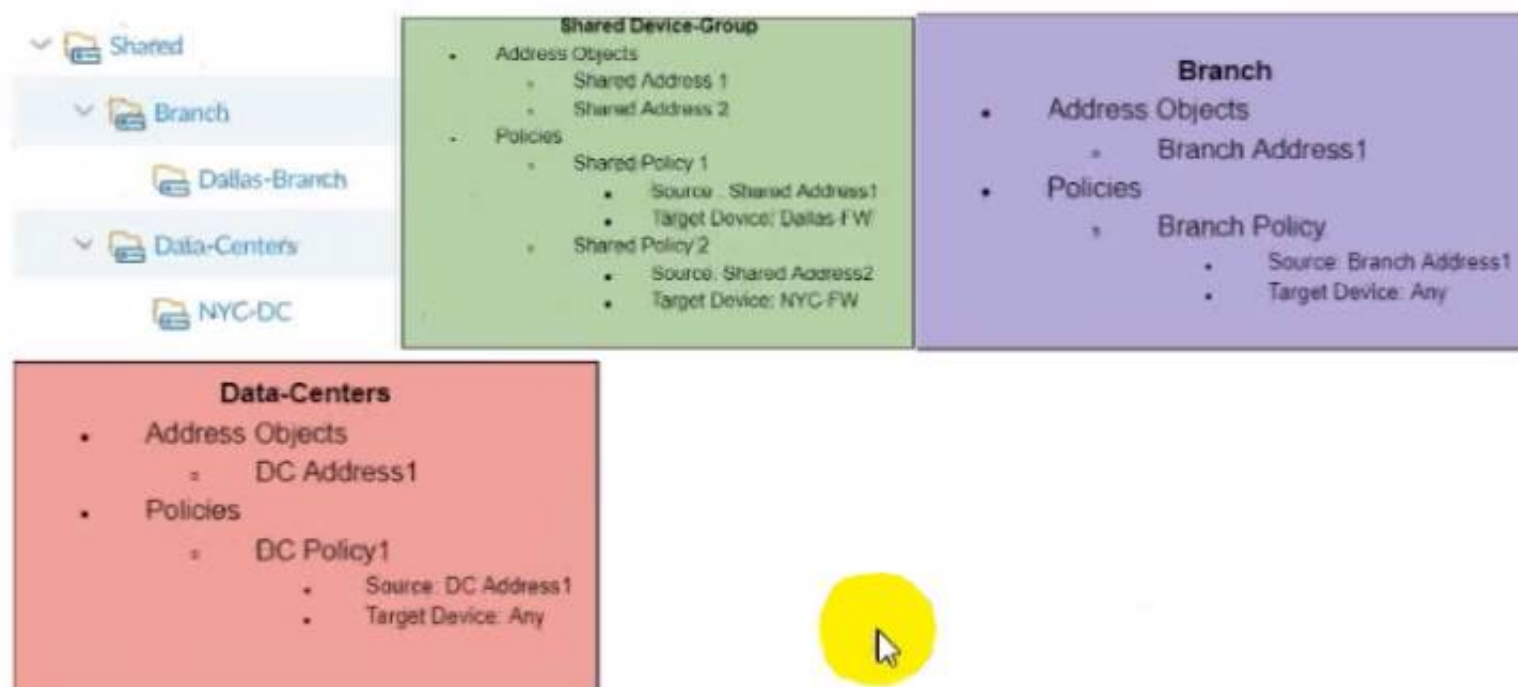 Shared
Branch
Dallas-Branch
Data-Centers
NYC-DC
Shared Device-Group
Address Objects
Shared Address 1
Shared Address 2
Policies
Shared Policy 1
Source : Shared Address1
Target Device: Dallas-FW
Shared Policy 2
Source: Shared Address2
Target Device: NYC-FW
Branch
Address Objects
Branch Address1
Policies
Branch Policy
Source: Branch Address1
Target Device: Any
Data-Centers
Address Objects
DC Address1
Policies
DC Policy1
Source: DC Address1
Target Device: Any